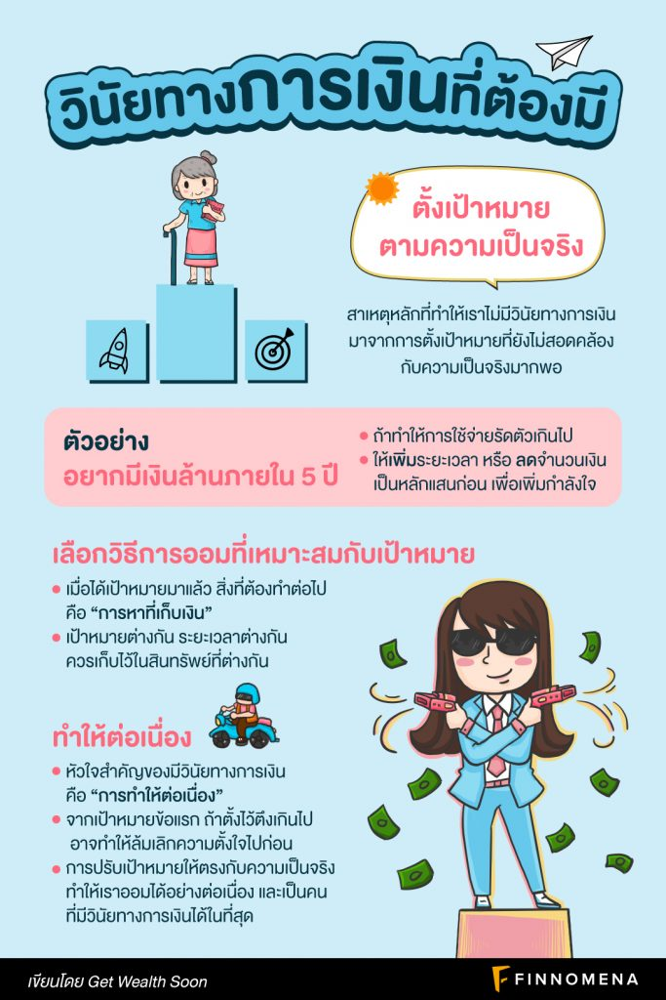 วินัยทางการเงินที่ต้องมี
ตั้งเป้าหมาย
ตามความเป็นจริง
สาเหตุหลักที่ทำให้เราไม่มีวินัยทางการเงิน
มาจากการตั้งเป้าหมายที่ยังไม่สอดคล้อง
กับความเป็นจริงมากพอ
ตัวอย่าง
อยากมีเงินล้านภายใน 5 ปี
• ถ้าทำให้การใช้จ่ายรัดตัวเกินไป
• ให้เพิ่มระยะเวลา หรือ ลดจำนวนเงิน
เป็นหลักแสนก่อน เพื่อเพิ่มกำลังใจ
เลือกวิธีการออมที่เหมาะสมกับเป้าหมาย
• เมื่อได้เป้าหมายมาแล้ว สิ่งที่ต้องทำต่อไป
คือ “การหาที่เก็บเงิน”
• เป้าหมายต่างกัน ระยะเวลาต่างกัน
ควรเก็บไว้ในสินทรัพย์ที่ต่างกัน
ทำให้ต่อเนื่อง
• หัวใจสำคัญของมีวินัยทางการเงิน
คือ “การทำให้ต่อเนื่อง”
• จากเป้าหมายข้อแรก ถ้าตั้งไว้ตึงเกินไป
อาจทำให้ล้มเลิกความตั้งใจไปก่อน
• การปรับเป้าหมายให้ตรงกับความเป็นจริง
ทำให้เราออมได้อย่างต่อเนื่อง และเป็นคน
ที่มีวินัยทางการเงินได้ในที่สุด
เขียนโดย Get Wealth Soon
FINNOMENA